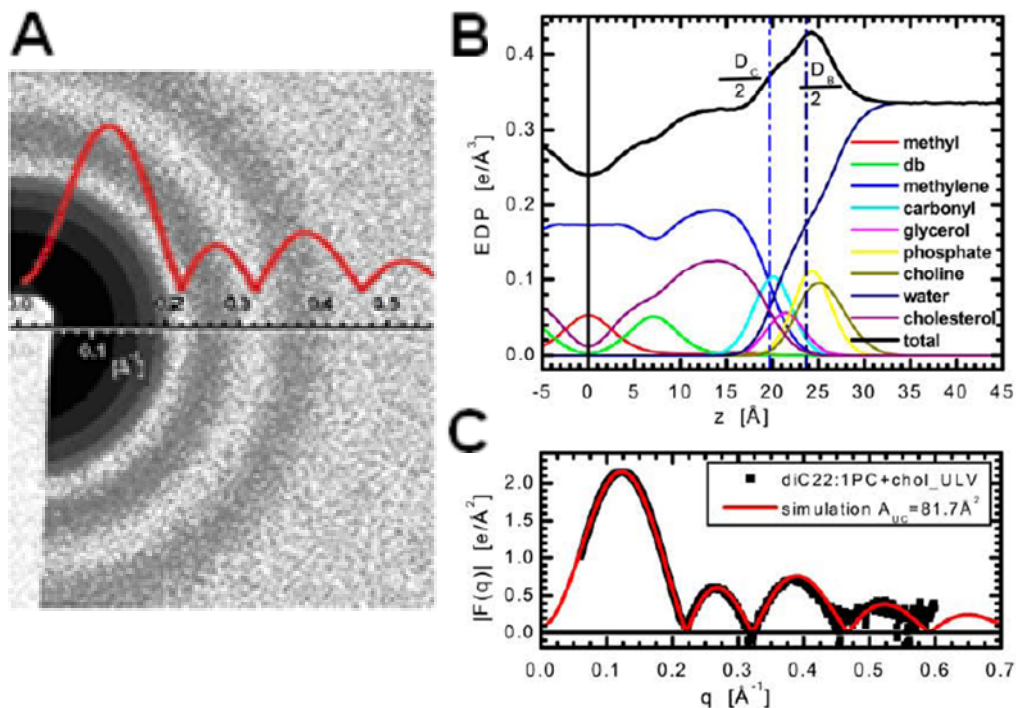 A
0.0
0.2
0.3
0.4
0.5
0.1
[Å⁻¹]
B
EDP [e/Å³]
0.4
0.3
0.2
0.1
0.0
D_C
2
D_B
2
methyl
db
methylene
carbonyl
glycerol
phosphate
choline
water
cholesterol
total
-5 0 5 10 15 20 25 30 35 40 45
z [Å]
C
|F(q)| [e/Å²]
2.0
1.5
1.0
0.5
0.0
diC22:1PC+chol_ULV
simulation A_UC=81.7Å²
0.0 0.1 0.2 0.3 0.4 0.5 0.6 0.7
q [Å⁻¹]